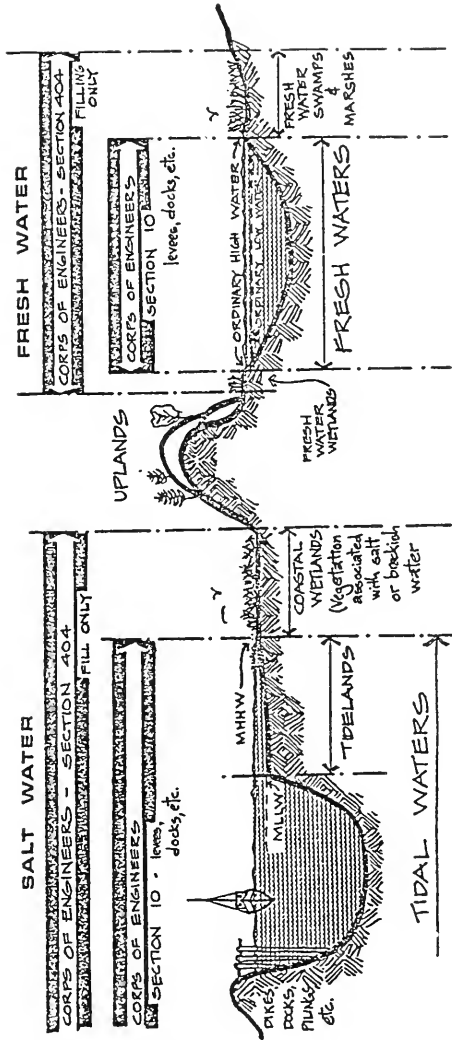 SALT WATER
CORPS OF ENGINEERS - SECTION 404
FILL ONLY
CORPS OF ENGINEERS
SECTION 10 - levees,
docks, etc.
DIKES,
DOCKS,
PILINGS
etc.
MLLW
MHHW
TIDELANDS
TIDAL WATERS
COASTAL
WETLANDS
(Vegetation
associated
with salt
or brackish
water
UPLANDS
FRESH
WATER
WETLANDS
FRESH WATER
CORPS OF ENGINEERS - SECTION 404
FILLING
ONLY
CORPS OF ENGINEERS
SECTION 10
levees, docks, etc.
ORDINARY HIGH WATER
ORDINARY LOW WATER
FRESH WATERS
FRESH
WATER
SWAMPS
&
MARSHES